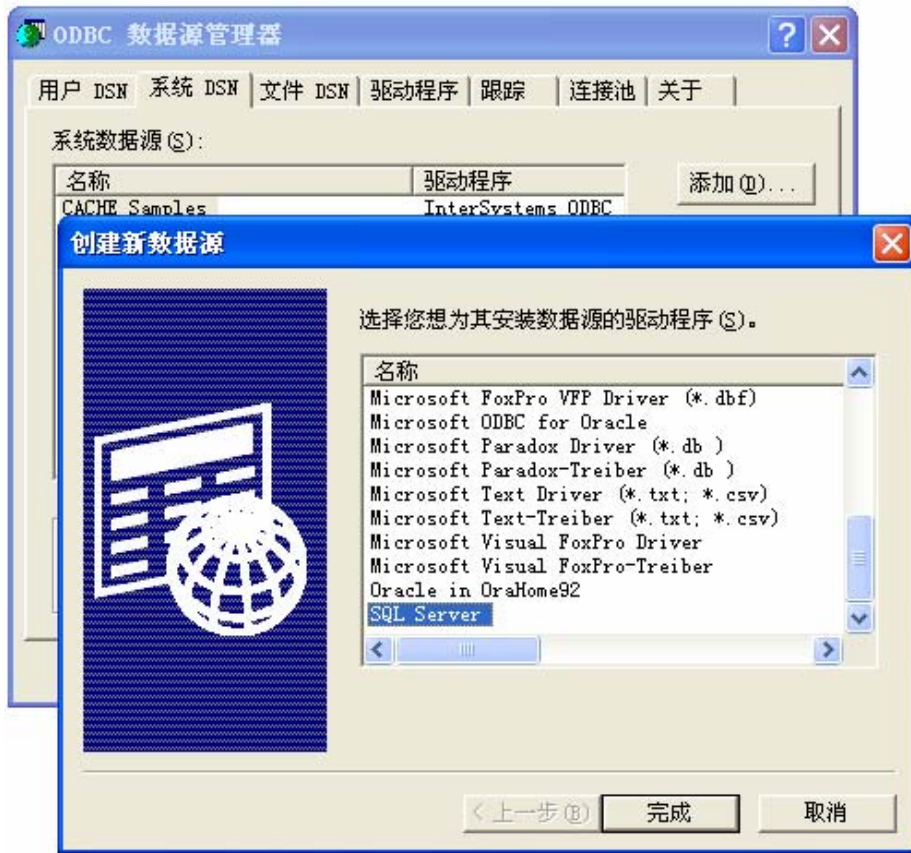 ODBC 数据源管理器
用户 DSN 系统 DSN 文件 DSN 驱动程序 跟踪 连接池 关于
系统数据源(S):
名称 驱动程序
添加(D)...
CACHE Samples InterSystems ODBC
创建新数据源
选择您想为其安装数据源的驱动程序(S)。
名称
Microsoft FoxPro VFP Driver (*.dbf)
Microsoft ODBC for Oracle
Microsoft Paradox Driver (*.db )
Microsoft Paradox-Treiber (*.db )
Microsoft Text Driver (*.txt; *.csv)
Microsoft Text-Treiber (*.txt; *.csv)
Microsoft Visual FoxPro Driver
Microsoft Visual FoxPro-Treiber
Oracle in OraHome92
SQL Server
< 上一步(B) 完成 取消